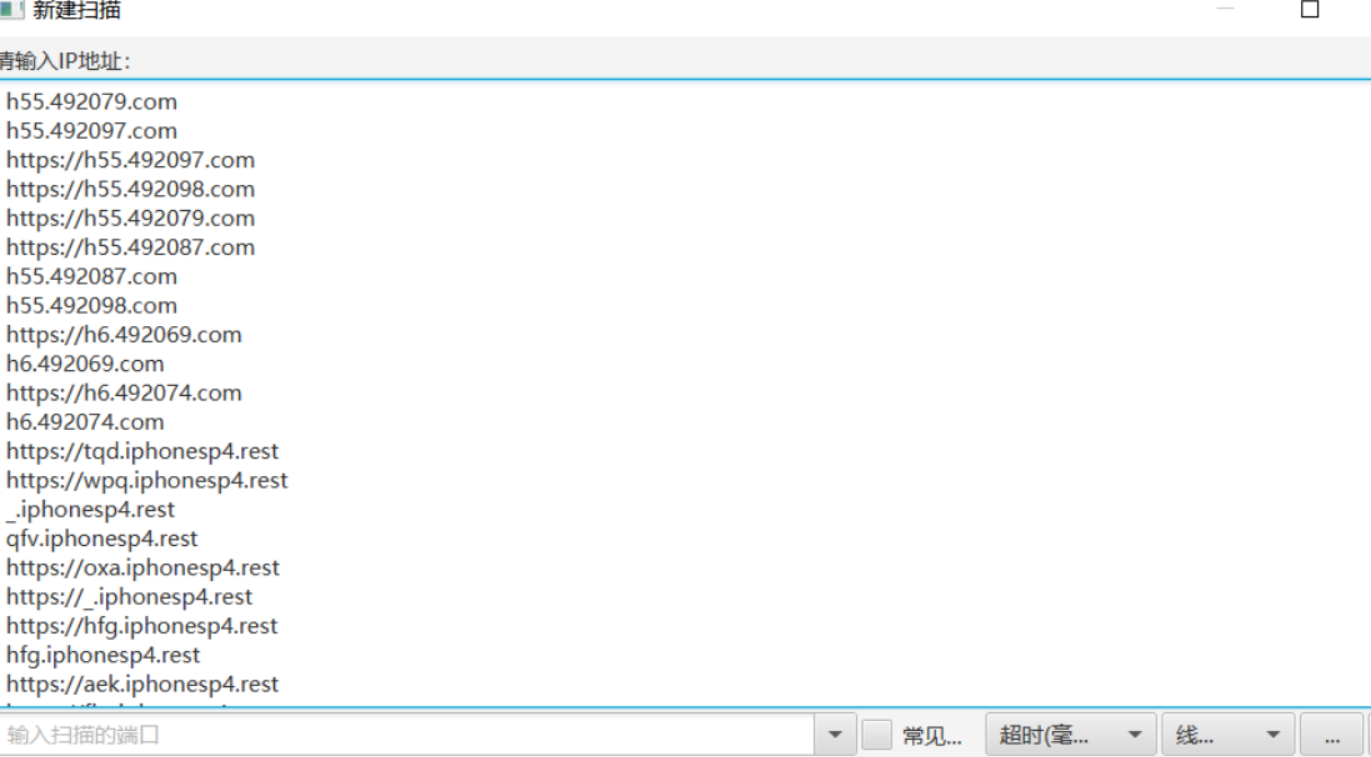 新建扫描
请输入IP地址：
h55.492079.com
h55.492097.com
https://h55.492097.com
https://h55.492098.com
https://h55.492079.com
https://h55.492087.com
h55.492087.com
h55.492098.com
https://h6.492069.com
h6.492069.com
https://h6.492074.com
h6.492074.com
https://tqd.iphonesp4.rest
https://wpq.iphonesp4.rest
_.iphonesp4.rest
qfv.iphonesp4.rest
https://oxa.iphonesp4.rest
https://_.iphonesp4.rest
https://hfg.iphonesp4.rest
hfg.iphonesp4.rest
https://aek.iphonesp4.rest
输入扫描的端口 常见... 超时(毫... 线... ...